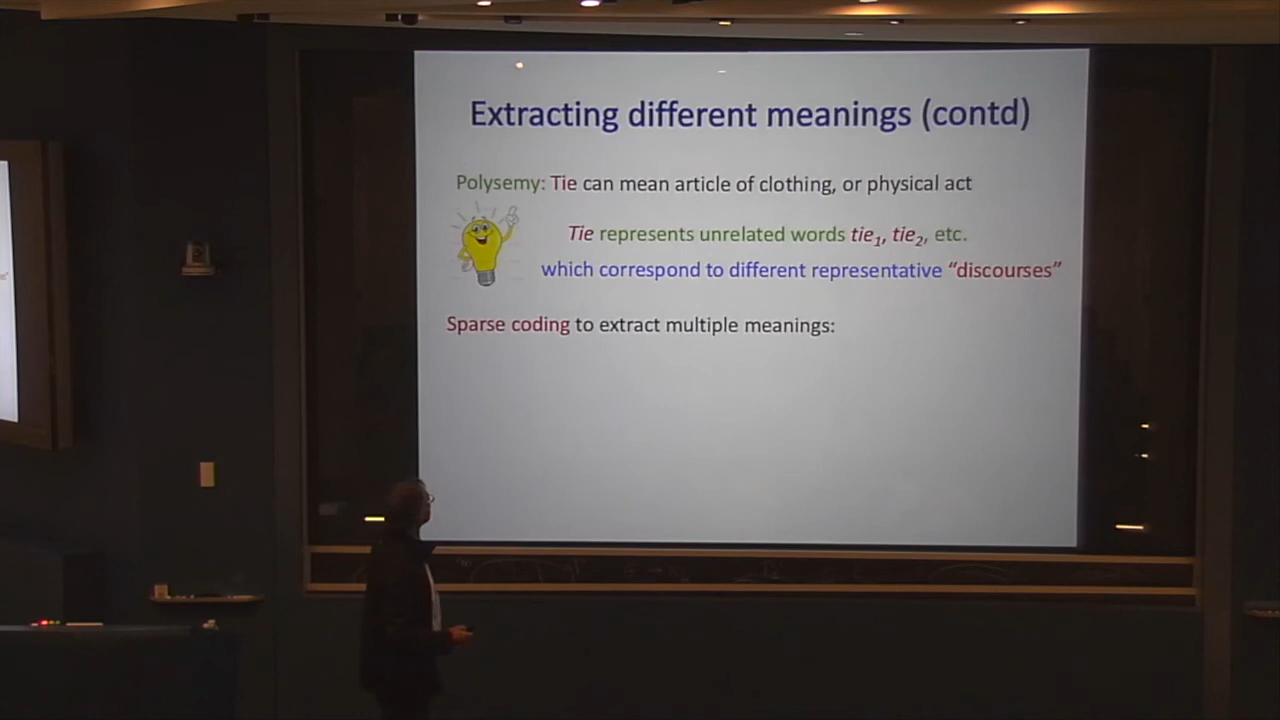 Extracting different meanings (contd)
Polysemy: Tie can mean article of clothing, or physical act
Tie represents unrelated words tie₁, tie₂, etc.
which correspond to different representative “discourses”
Sparse coding to extract multiple meanings: